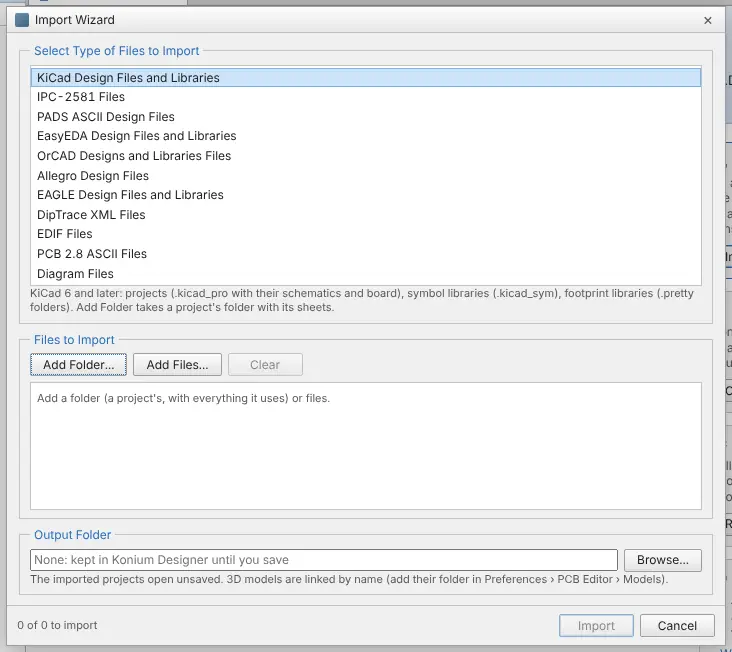 Import Wizard
Select Type of Files to Import
KiCad Design Files and Libraries
IPC-2581 Files
PADS ASCII Design Files
EasyEDA Design Files and Libraries
OrCAD Designs and Libraries Files
Allegro Design Files
EAGLE Design Files and Libraries
DipTrace XML Files
EDIF Files
PCB 2.8 ASCII Files
Diagram Files
KiCad 6 and later: projects (.kicad_pro with their schematics and board), symbol libraries (.kicad_sym), footprint libraries (.pretty
folders). Add Folder takes a project's folder with its sheets.
Files to Import
Add Folder... Add Files... Clear
Add a folder (a project's, with everything it uses) or files.
Output Folder
None: kept in Konium Designer until you save Browse...
The imported projects open unsaved. 3D models are linked by name (add their folder in Preferences › PCB Editor › Models).
0 of 0 to import Import Cancel